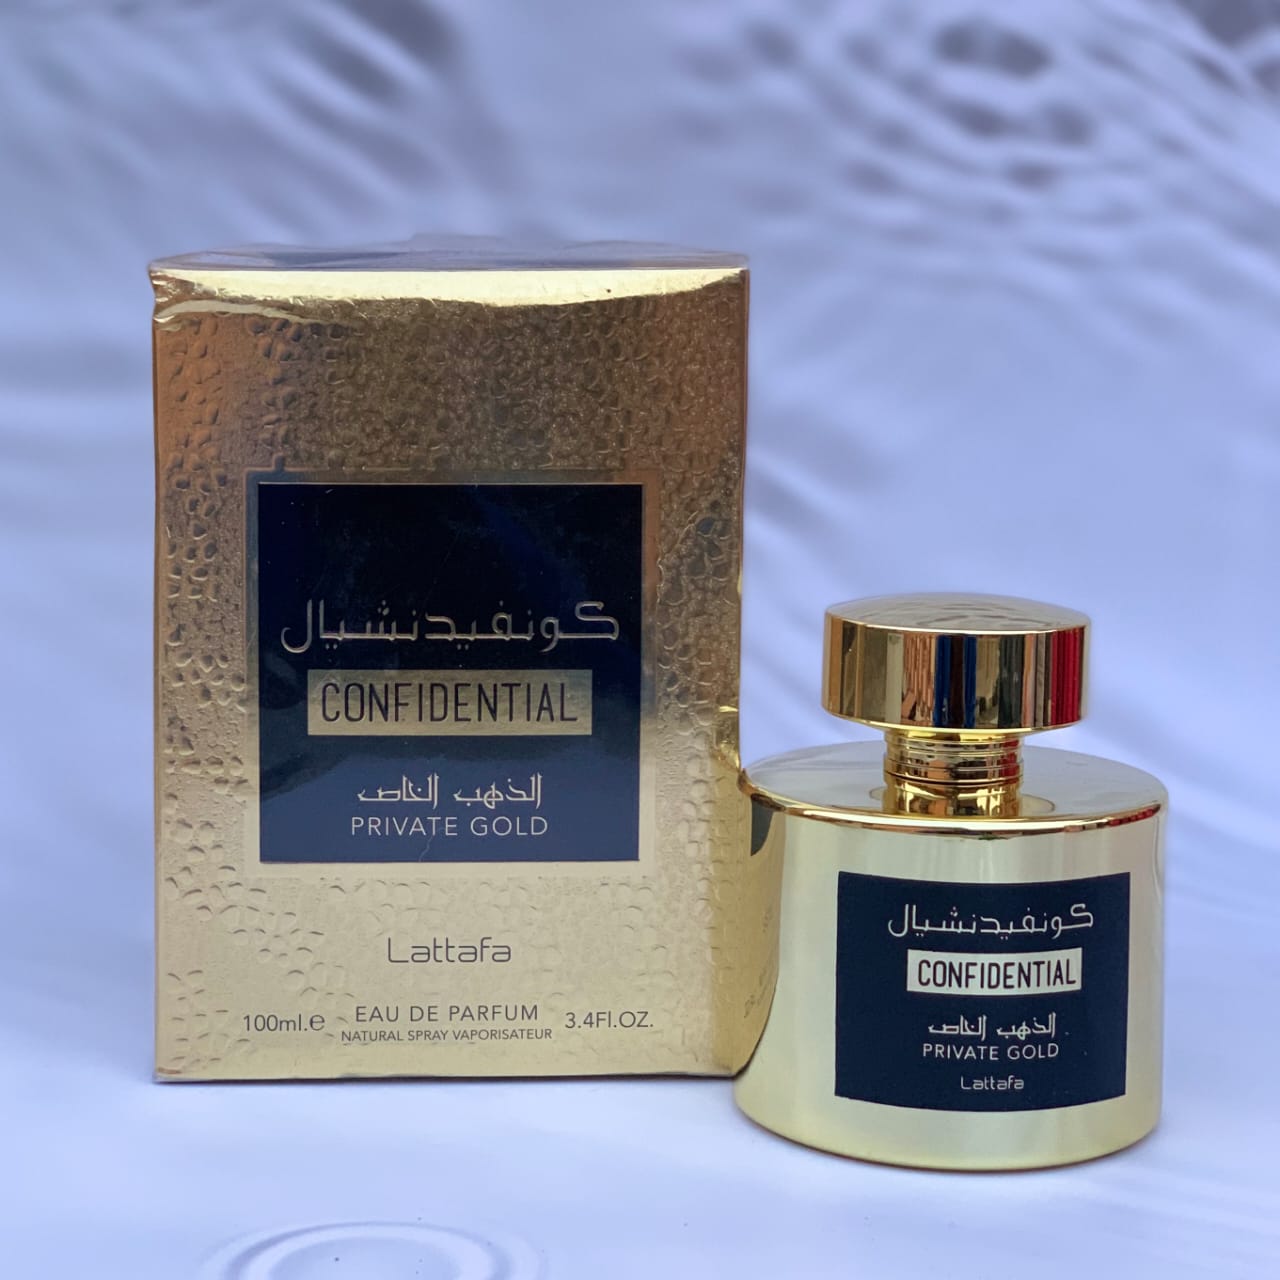 كونفيدنشيال
CONFIDENTIAL
الذهب الخاص
PRIVATE GOLD
Lattafa
100ml.e EAU DE PARFUM 3.4Fl.OZ.
NATURAL SPRAY VAPORISATEUR
كونفيدنشيال
CONFIDENTIAL
الذهب الخاص
PRIVATE GOLD
Lattafa